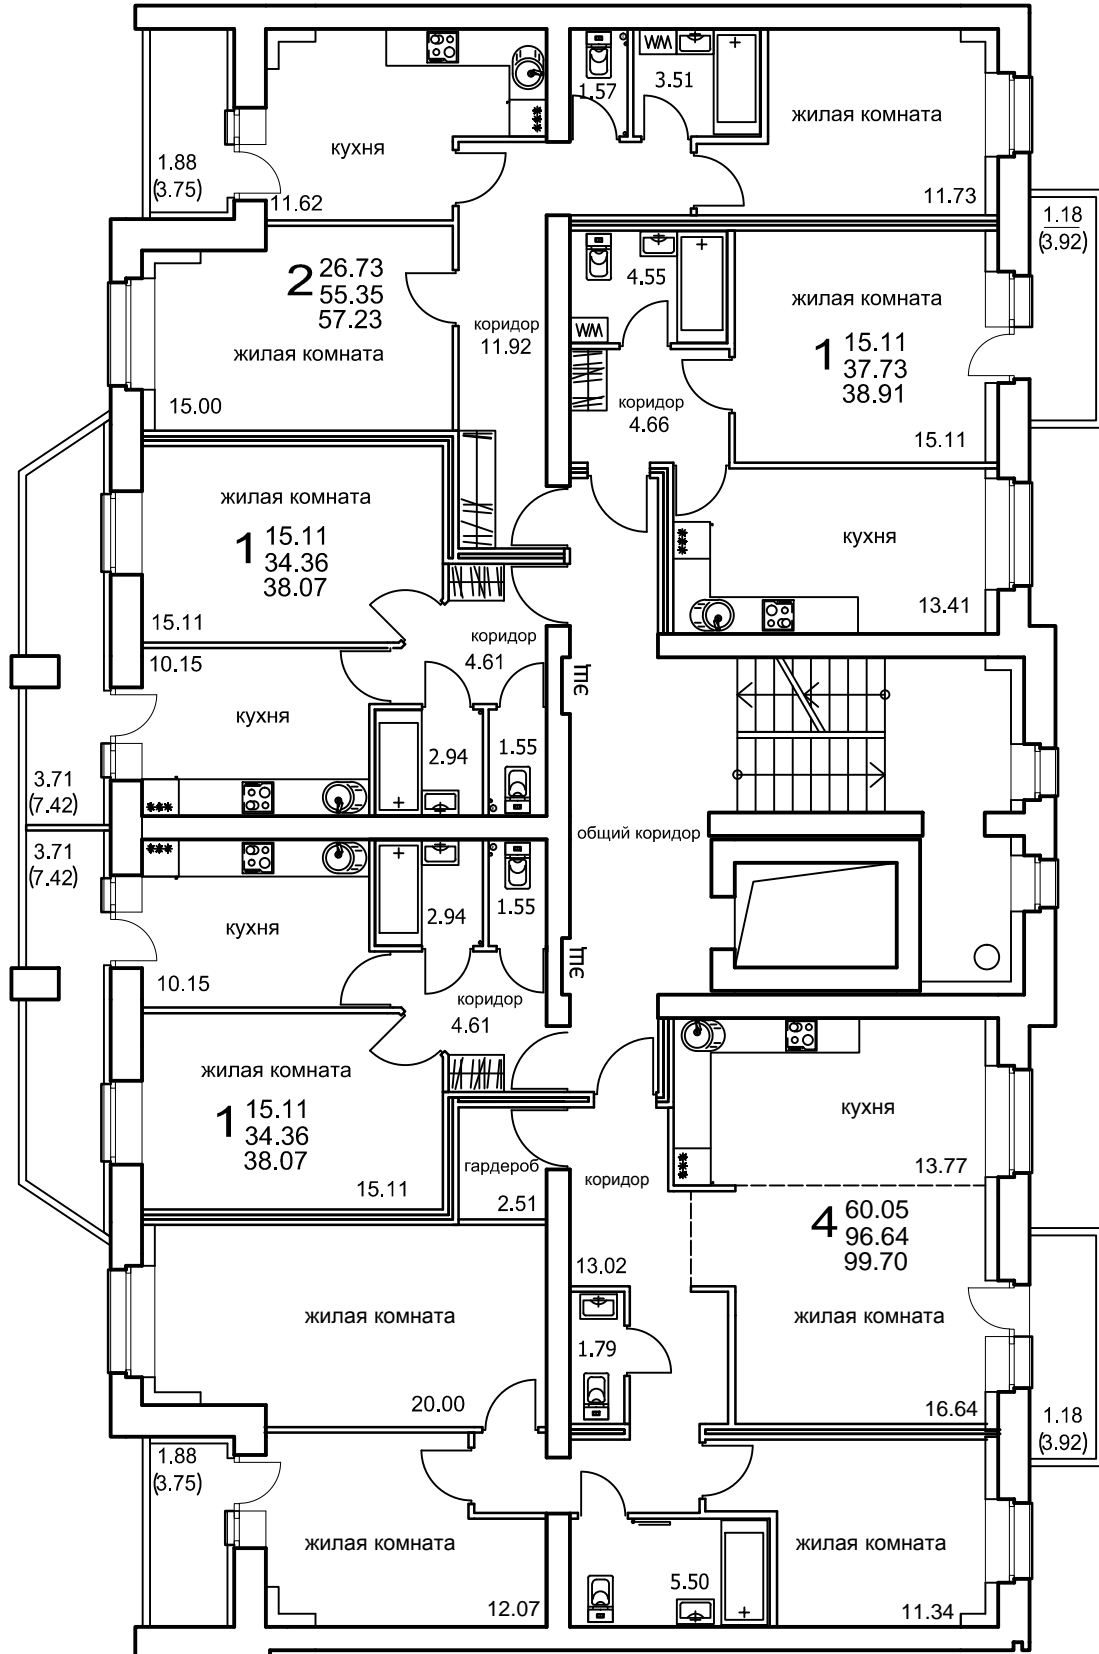 1.57
3.51
WM
жилая комната
11.73
кухня
11.62
1.88
(3.75)
1.18
(3.92)
2
26.73
55.35
57.23
жилая комната
15.00
коридор
11.92
4.55
WM
жилая комната
1
15.11
37.73
38.91
15.11
коридор
4.66
кухня
13.41
жилая комната
1
15.11
34.36
38.07
15.11
10.15
коридор
4.61
кухня
2.94
1.55
3.71
(7.42)
ЭЩ
общий коридор
3.71
(7.42)
кухня
10.15
2.94
1.55
ЭЩ
коридор
4.61
жилая комната
1
15.11
34.36
38.07
15.11
гардероб
2.51
коридор
13.02
кухня
13.77
4
60.05
96.64
99.70
жилая комната
16.64
1.79
жилая комната
20.00
1.18
(3.92)
1.88
(3.75)
жилая комната
12.07
5.50
жилая комната
11.34